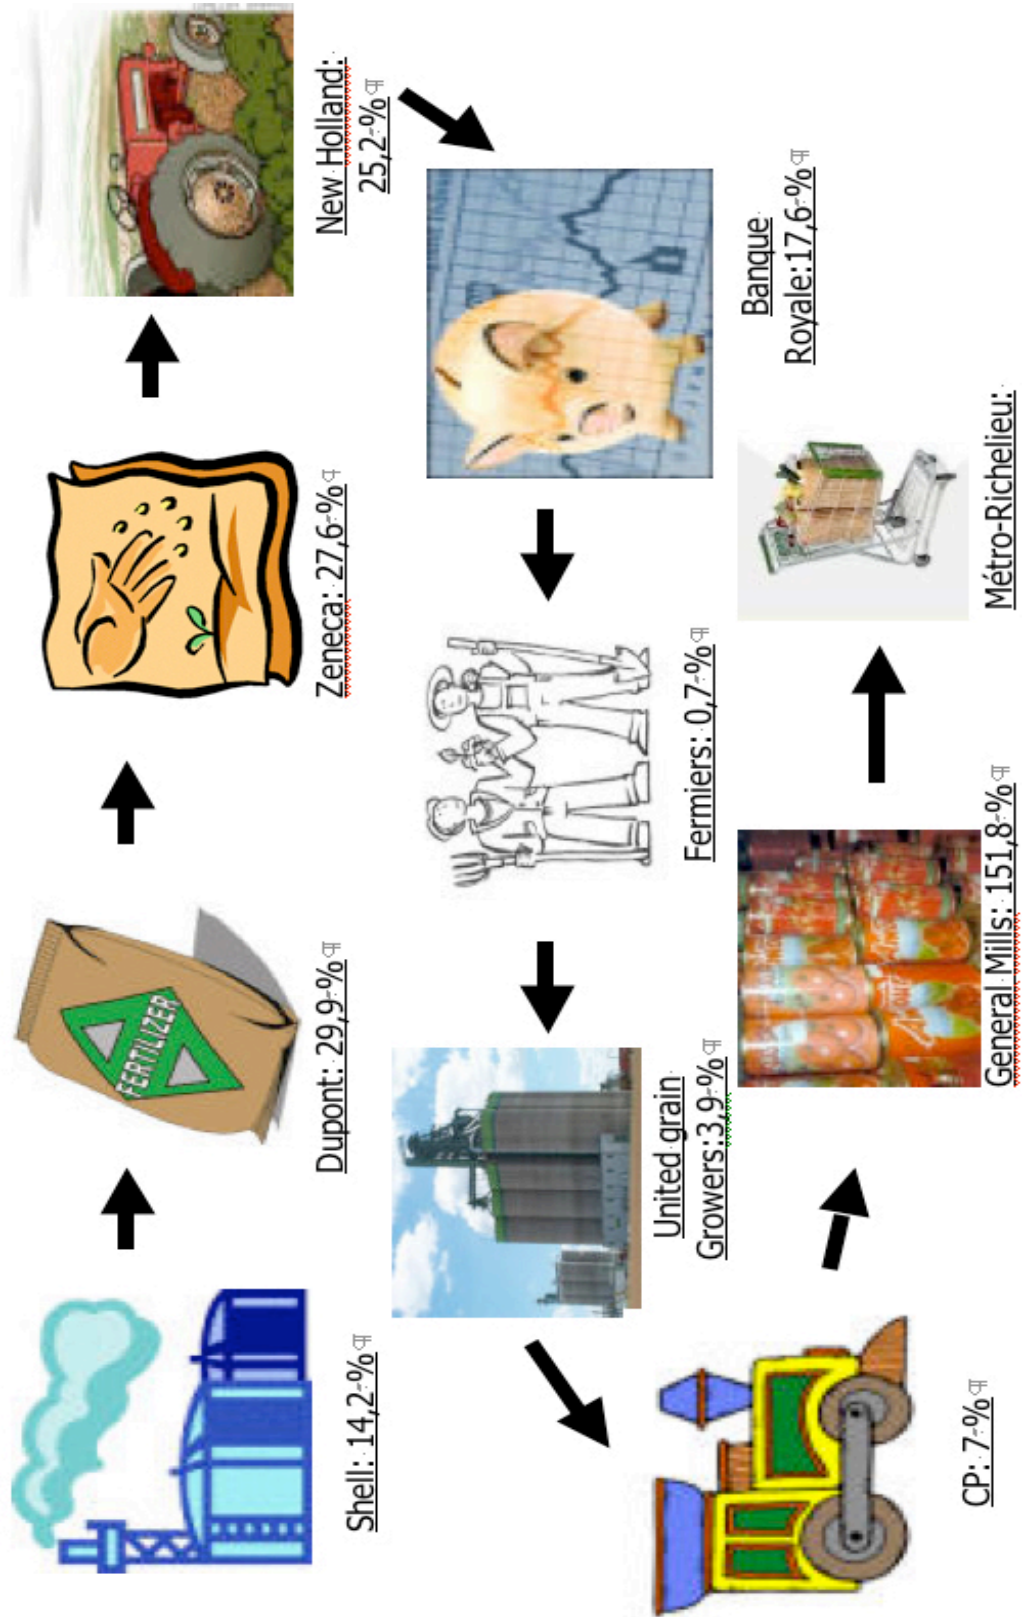 Shell: 14,2 %
FERTILIZER
Dupont: 29,9 %
Zeneca: 27,6 %
New Holland:
25,2 %
Banque
Royale:17,6 %
Fermiers: 0,7 %
United grain
Growers:3,9 %
CP: 7 %
General Mills: 151,8 %
Métro-Richelieu: